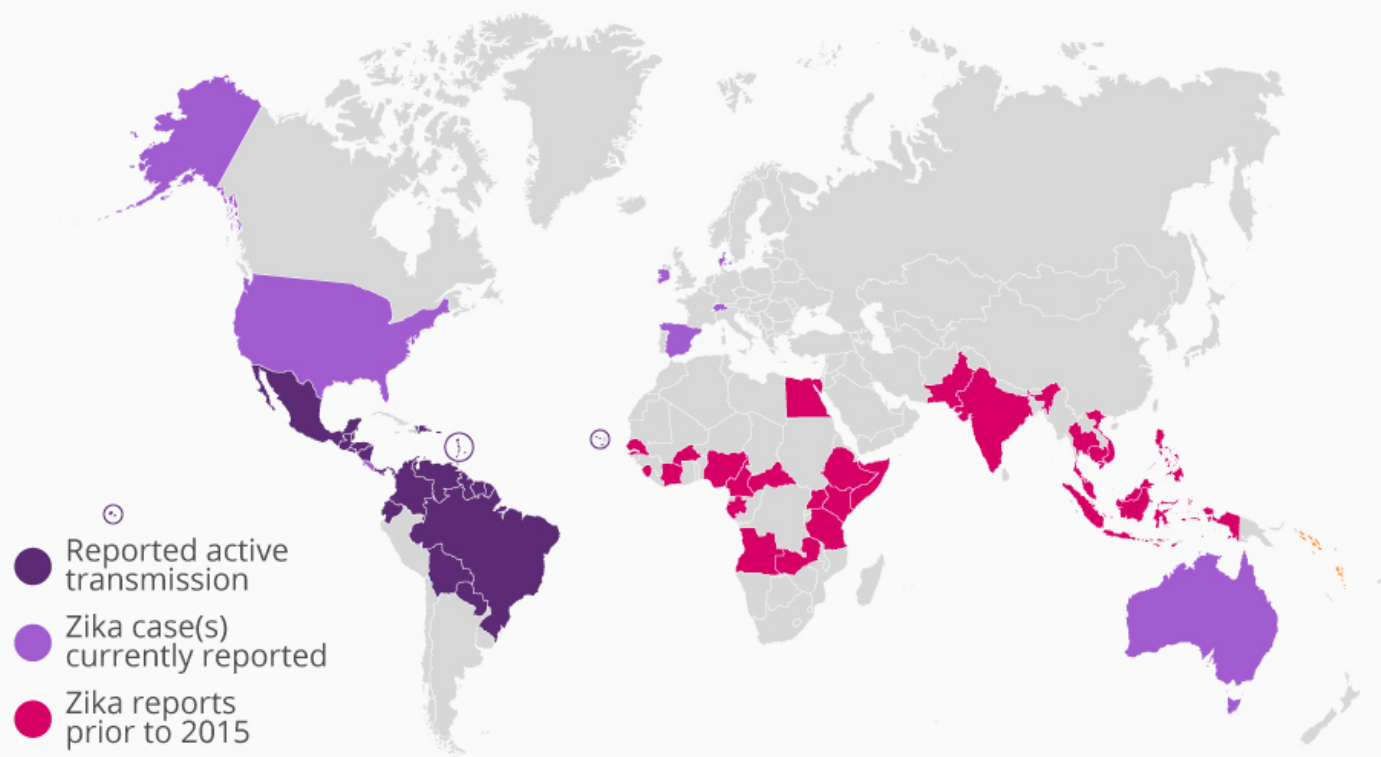 Reported active
transmission
Zika case(s)
currently reported
Zika reports
prior to 2015